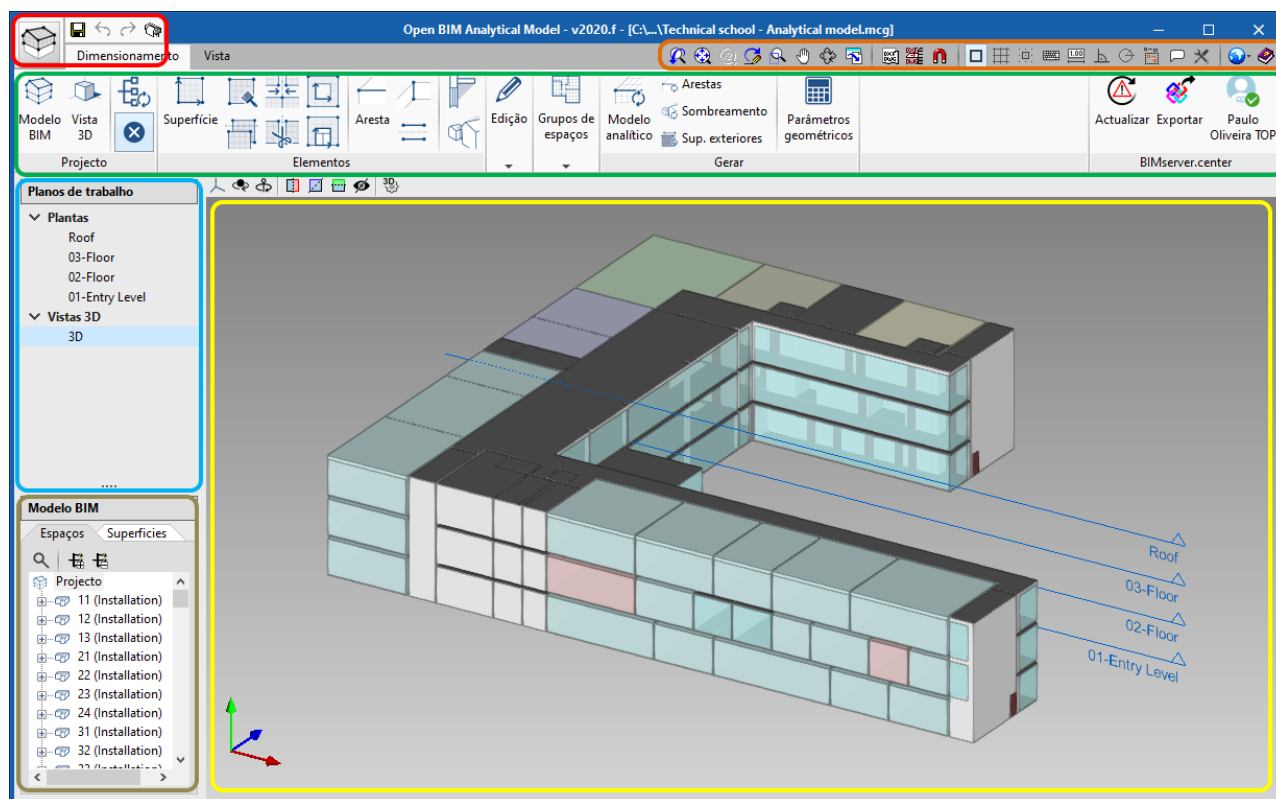 Open BIM Analytical Model - v2020.f - [C:\...\Technical school - Analytical model.mcg]
Dimensionamento
Vista
Modelo BIM
Vista 3D
Superfície
Aresta
Edição
Grupos de espaços
Modelo analítico
Arestas
Sombreamento
Sup. exteriores
Parâmetros geométricos
Actualizar
Exportar
Paulo Oliveira TOP
Projecto
Elementos
Gerar
BIMserver.center
Planos de trabalho
Plantas
Roof
03-Floor
02-Floor
01-Entry Level
Vistas 3D
3D
Modelo BIM
Espaços
Superfícies
Projecto
11 (Installation)
12 (Installation)
13 (Installation)
21 (Installation)
22 (Installation)
23 (Installation)
24 (Installation)
31 (Installation)
32 (Installation)
Roof
03-Floor
02-Floor
01-Entry Level